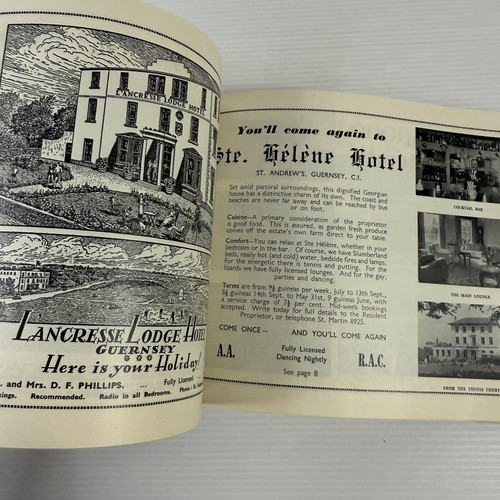 LANCRESSE LODGE HOTEL
LANCRESSE LODGE HOTEL
GUERNSEY
Here is your Holiday!
and Mrs. D. F. PHILLIPS. ... Fully Licensed
Recommended. Radio in all Bedrooms.
You'll come again to
Ste. Hélène Hotel
ST. ANDREW'S, GUERNSEY, C.I.
Set amid pastoral surroundings, this dignified Georgian
house has a distinctive charm of its own. The coast and
beaches are never far away and can be reached by bus
or on foot.
Cuisine—A primary consideration of the proprietor
is good food. This is assured, as garden fresh produce
comes of the estate's own farm direct to your table.
Comfort—You can relax at Ste Hélène, whether in your
bedroom or in the bar. Of course, we have Slumberland
beds, really hot (and cold) water, bedside fires and lamps.
For the energetic there is tennis and putting. For the
lizards we have fully licensed lounges. And for the gay,
parties and dancing.
Terms are from 9½ guineas per week, July to 13th Sept.,
guineas 14th Sept. to May 31st, 9 guineas June, with
a service charge of 7½ per cent. Mid-week bookings
accepted. Write today for full details to the Resident
Proprietor, or telephone St. Martin 8925.
COME ONCE— AND YOU'LL COME AGAIN
A.A. Fully Licensed R.A.C.
Dancing Nightly
See page 8
COCKTAIL BAR
THE MAIN LOUNGE
FROM THE TENNIS COURT